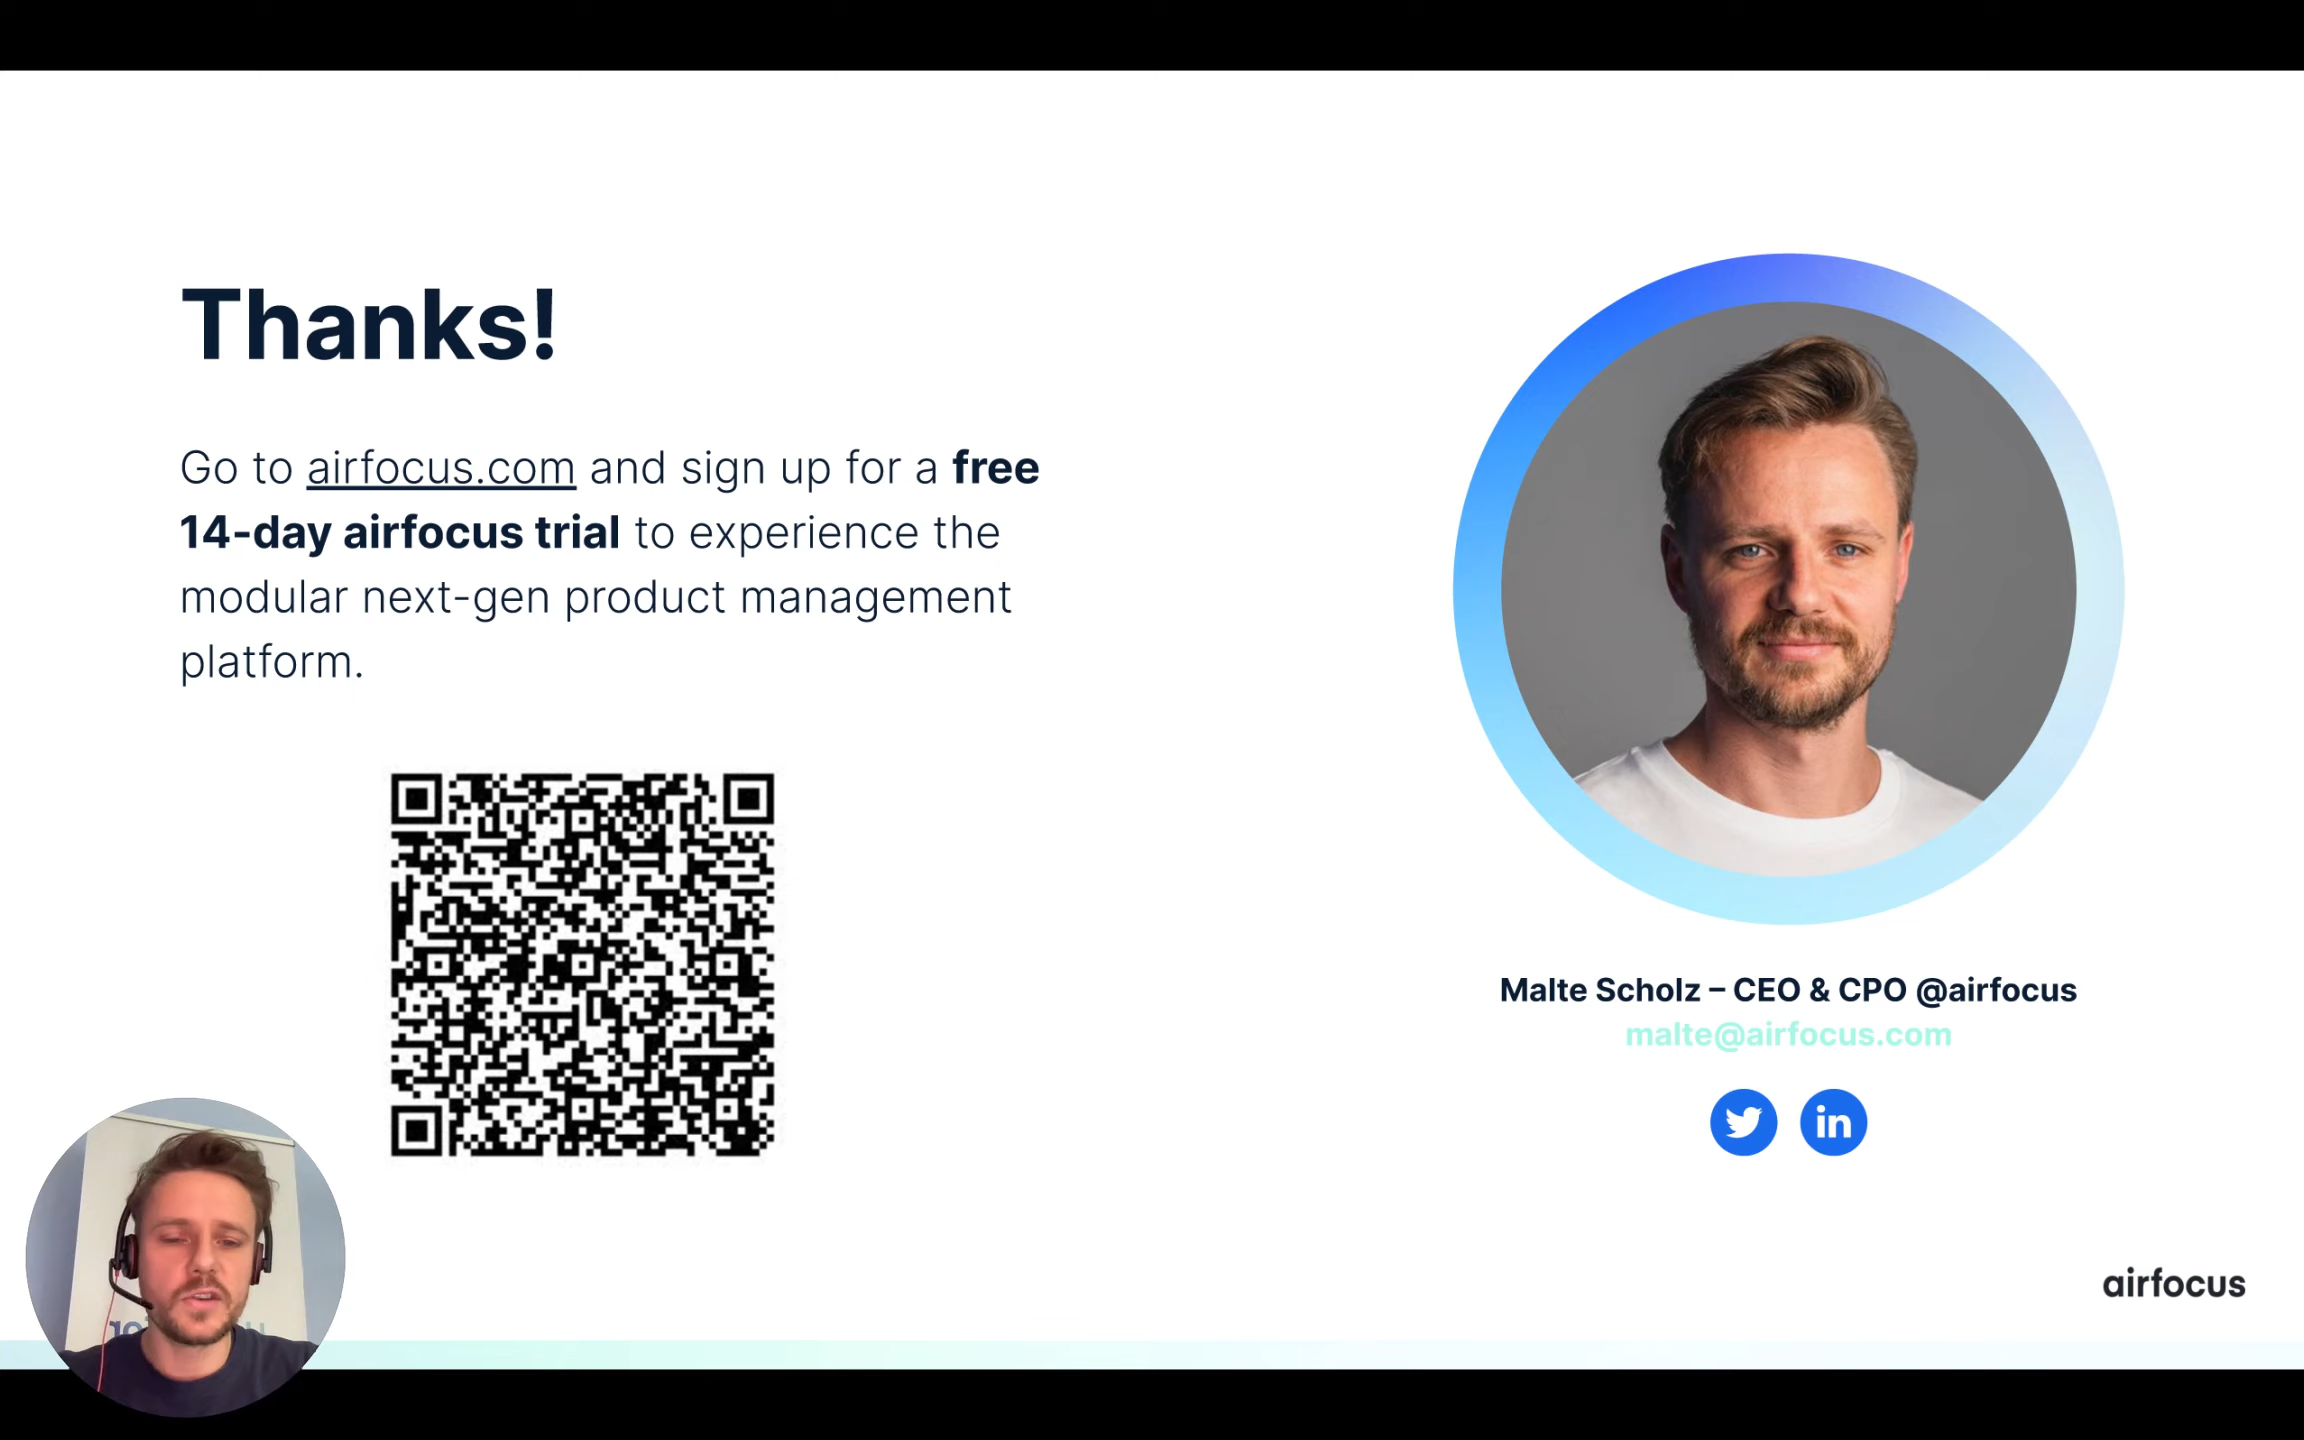 Thanks!
Go to airfocus.com and sign up for a free
14-day airfocus trial to experience the
modular next-gen product management
platform.
Malte Scholz – CEO & CPO @airfocus
malte@airfocus.com
in
airfocus